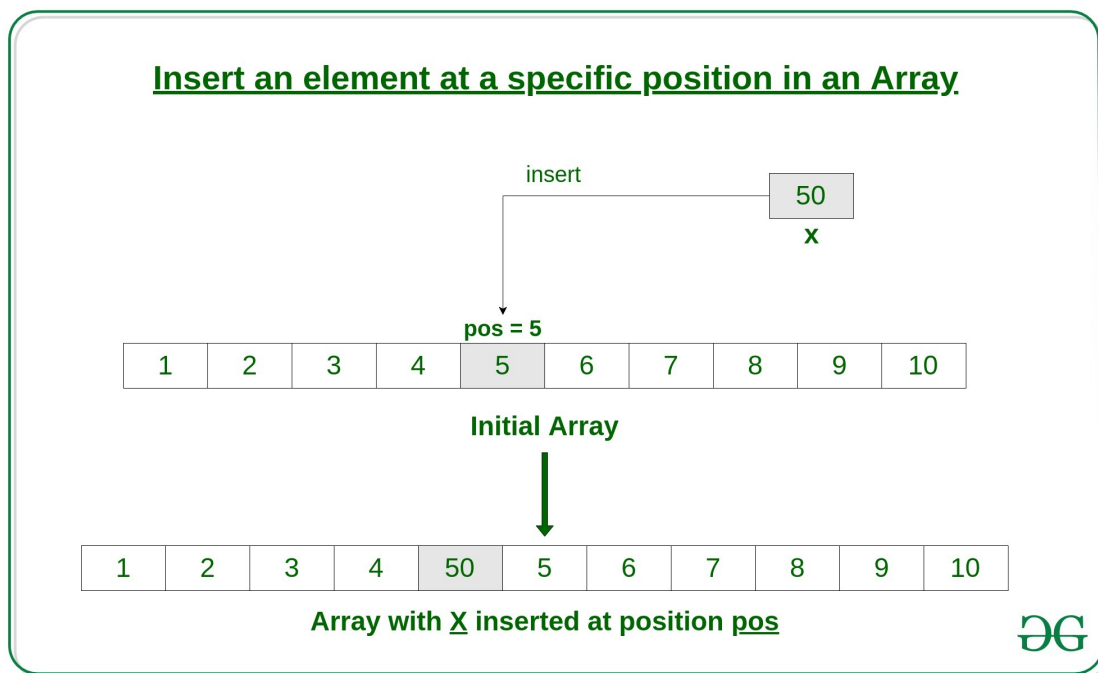 Insert an element at a specific position in an Array
insert
50
x
pos = 5
1 2 3 4 5 6 7 8 9 10
Initial Array
1 2 3 4 50 5 6 7 8 9 10
Array with X inserted at position pos